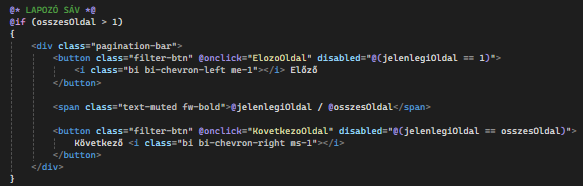 @* LAPOZÓ SÁV *@
@if (osszesOldal > 1)
{
    <div class="pagination-bar">
        <button class="filter-btn" @onclick="ElozoOldal" disabled="@(jelenlegiOldal == 1)">
            <i class="bi bi-chevron-left me-1"></i> Előző
        </button>

        <span class="text-muted fw-bold">@jelenlegiOldal / @osszesOldal</span>

        <button class="filter-btn" @onclick="KovetkezoOldal" disabled="@(jelenlegiOldal == osszesOldal)">
            Következő <i class="bi bi-chevron-right ms-1"></i>
        </button>
    </div>
}